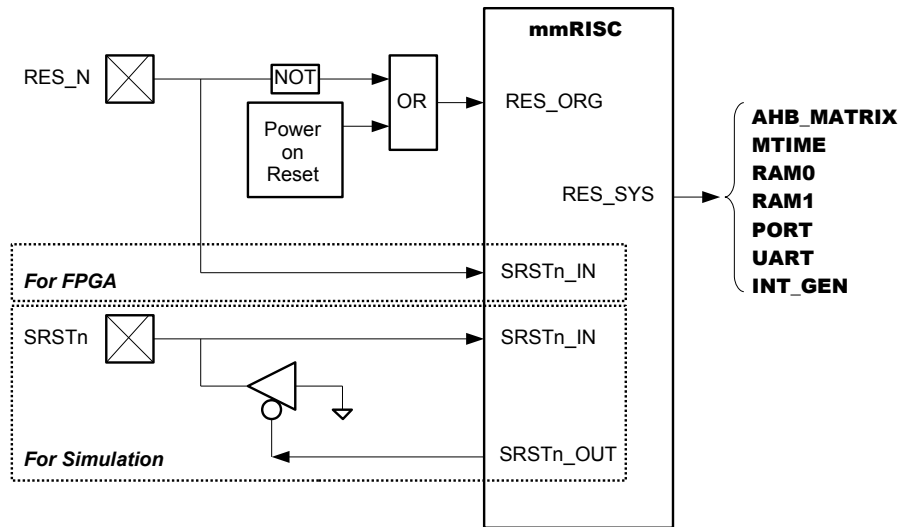 mmRISC
RES_N
NOT
OR
RES_ORG
Power
on
Reset
RES_SYS
AHB_MATRIX
MTIME
RAM0
RAM1
PORT
UART
INT_GEN
For FPGA
SRSTn_IN
SRSTn
SRSTn_IN
For Simulation
SRSTn_OUT